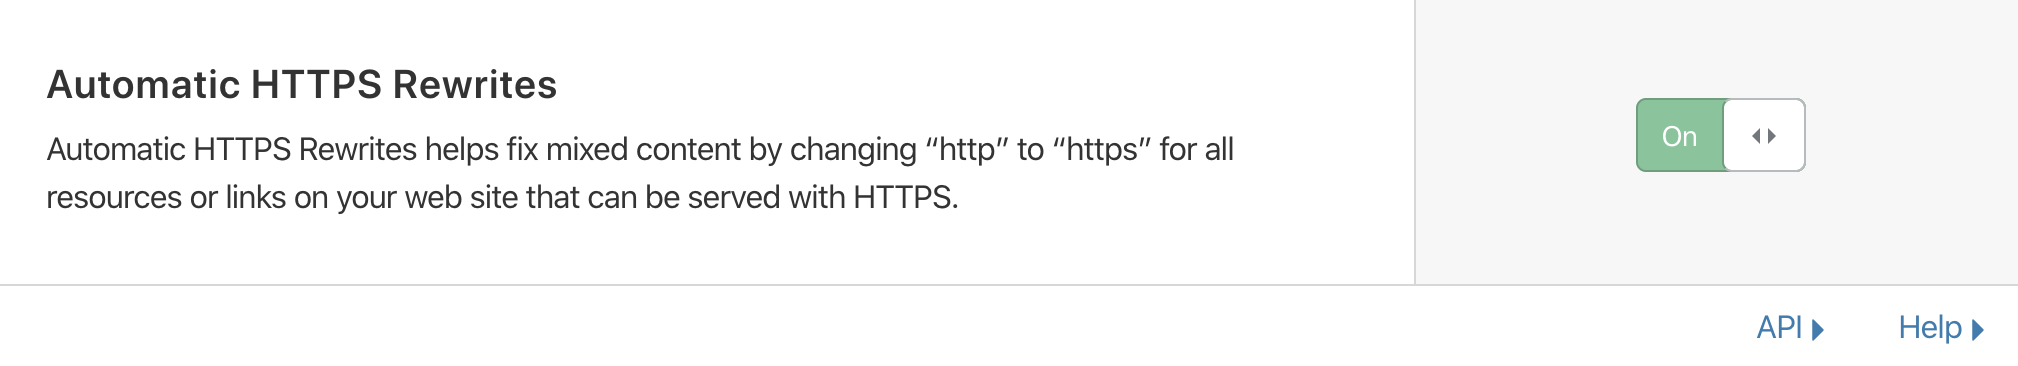 Automatic HTTPS Rewrites
Automatic HTTPS Rewrites helps fix mixed content by changing “http” to “https” for all
resources or links on your web site that can be served with HTTPS.
On
API
Help